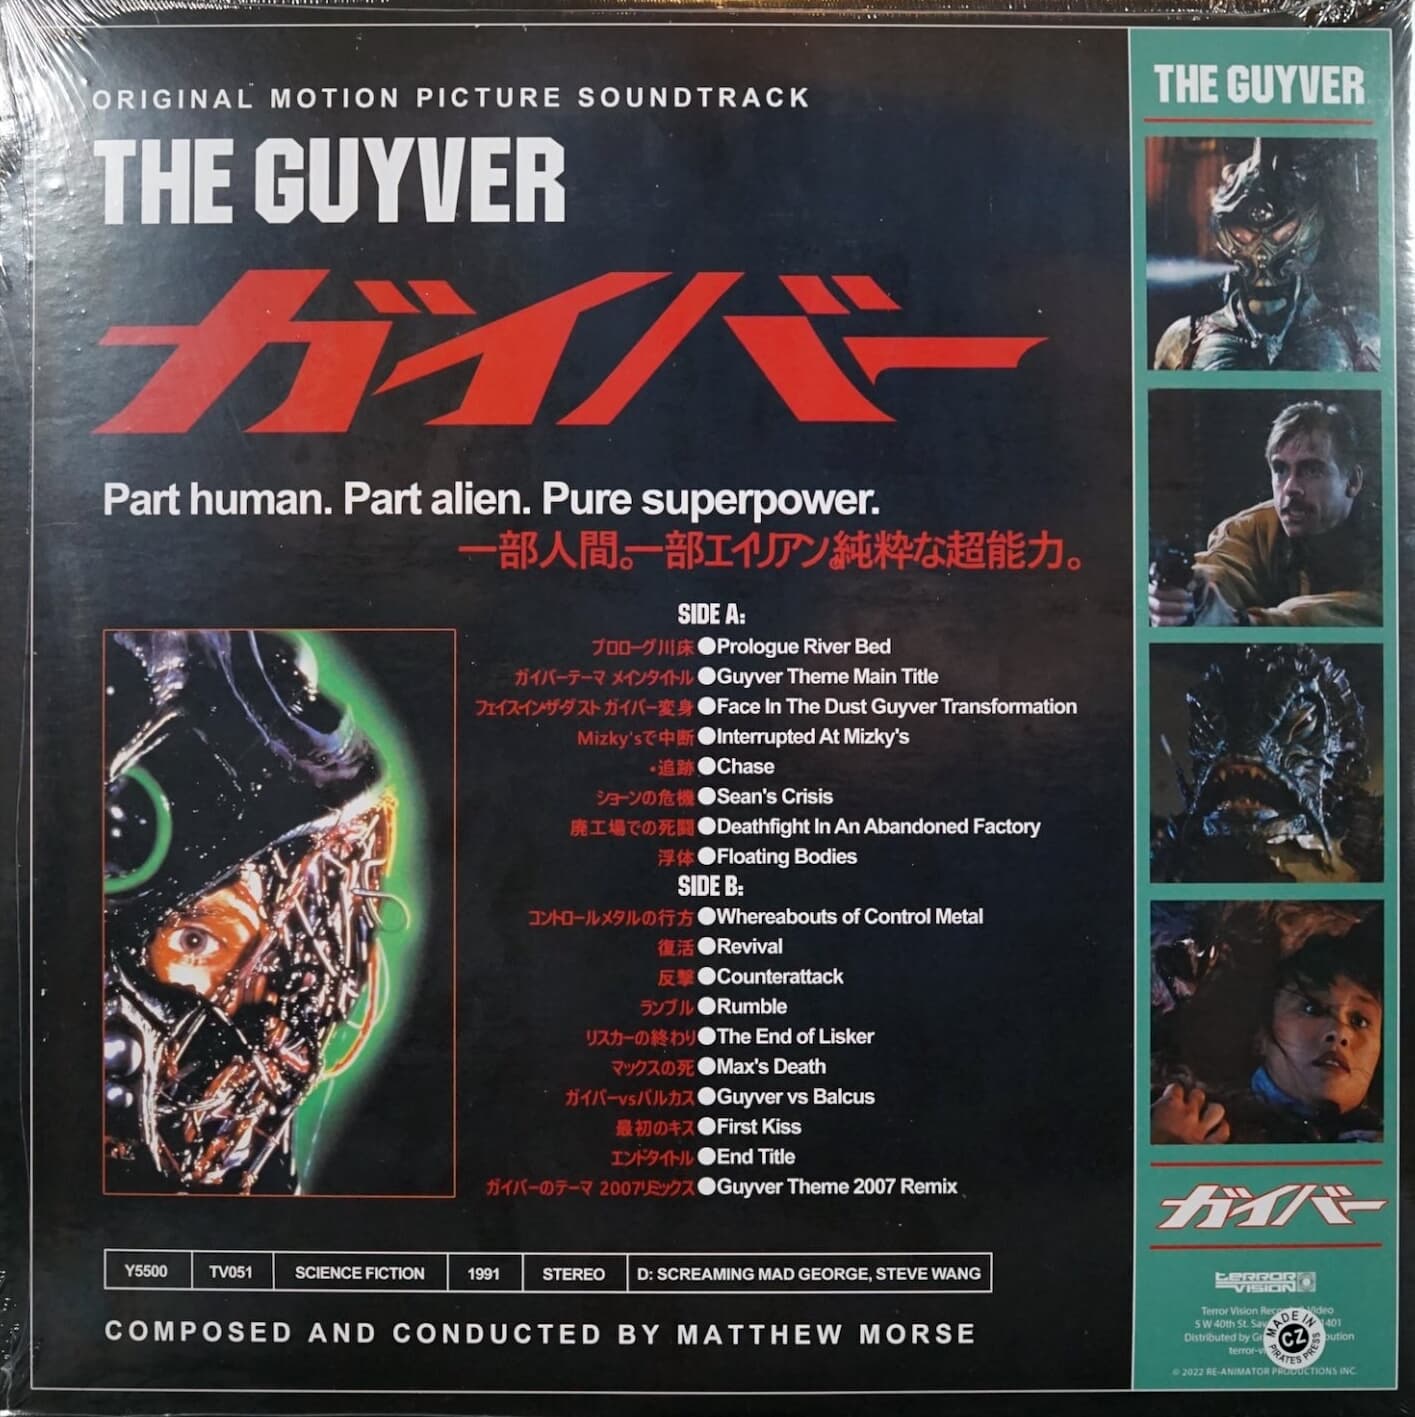 ORIGINAL MOTION PICTURE SOUNDTRACK
THE GUYVER
ガイバー
Part human. Part alien. Pure superpower.
一部人間。一部エイリアン。純粋な超能力。
SIDE A:
プロローグ川床 ●Prologue River Bed
ガイバーテーマ メインタイトル ●Guyver Theme Main Title
フェイス・イン・ザ・ダスト ガイバー変身 ●Face In The Dust Guyver Transformation
Mizky'sで中断 ●Interrupted At Mizky's
・追跡 ●Chase
ショーンの危機 ●Sean's Crisis
廃工場での死闘 ●Deathfight In An Abandoned Factory
浮体 ●Floating Bodies
SIDE B:
コントロールメタルの行方 ●Whereabouts of Control Metal
復活 ●Revival
反撃 ●Counterattack
ランブル ●Rumble
リスカーの終わり ●The End of Lisker
マックスの死 ●Max's Death
ガイバーvsバルカス ●Guyver vs Balcus
最初のキス ●First Kiss
エンドタイトル ●End Title
ガイバーのテーマ 2007リミックス ●Guyver Theme 2007 Remix
Y5500 TV051 SCIENCE FICTION 1991 STEREO D: SCREAMING MAD GEORGE, STEVE WANG
COMPOSED AND CONDUCTED BY MATTHEW MORSE
THE GUYVER
ガイバー
TERROR VISION
Terror Vision Video
5 W 40th St. 1401
Distributed by
MADE IN CZ PIRATES PRESS
© 2022 RE-ANIMATOR PRODUCTIONS INC.